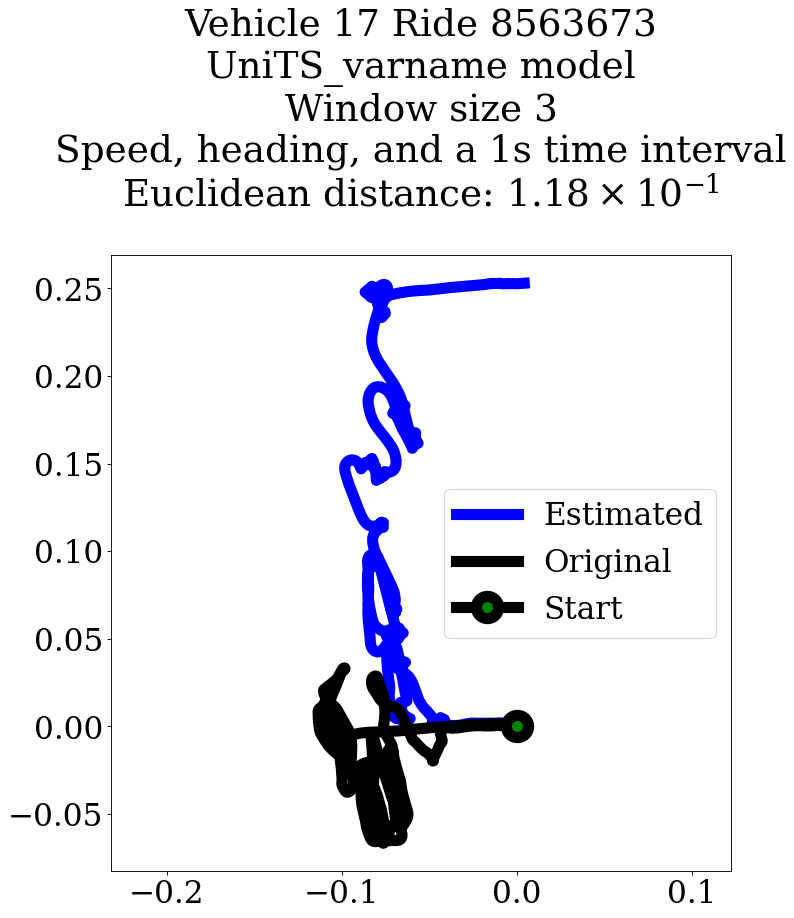 Vehicle 17 Ride 8563673
UniTS_varname model
Window size 3
Speed, heading, and a 1s time interval
Euclidean distance: 1.18 × 10⁻¹
0.25
0.20
0.15
0.10
0.05
0.00
−0.05
Estimated
Original
Start
−0.2
−0.1
0.0
0.1